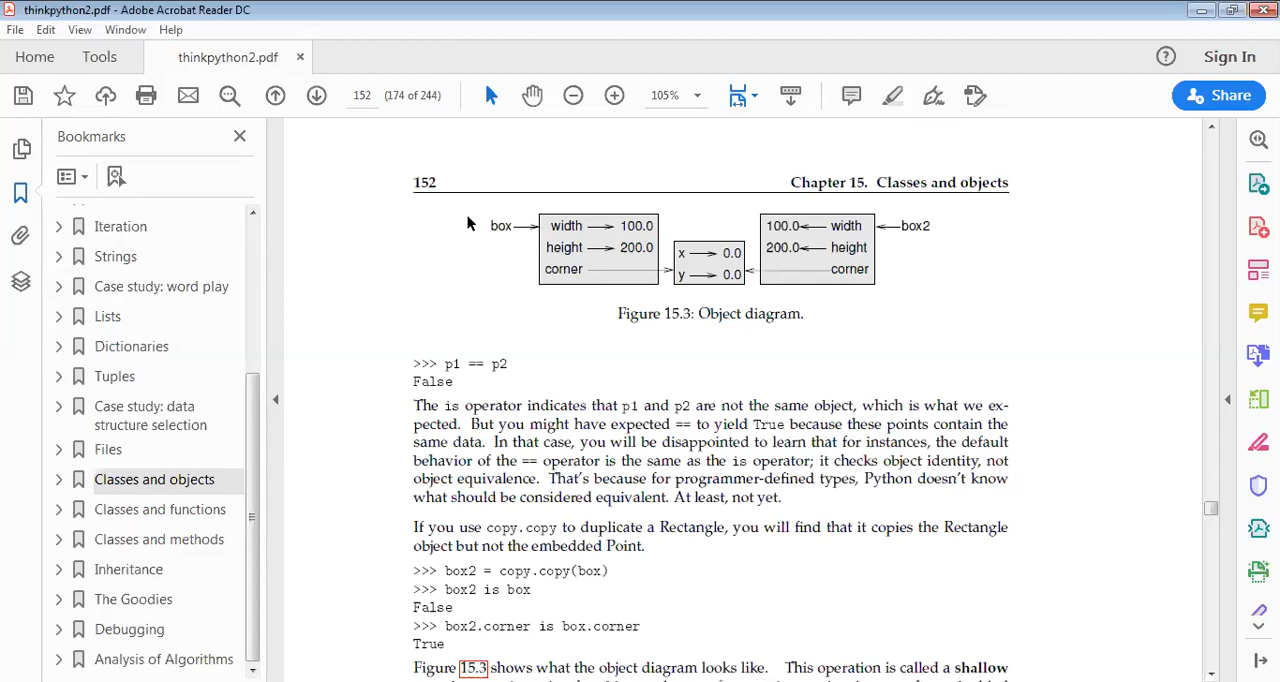 thinkpython2.pdf - Adobe Acrobat Reader DC
File Edit View Window Help
Home Tools thinkpython2.pdf × Sign In
152 (174 of 244) 105% Share
Bookmarks
Iteration
Strings
Case study: word play
Lists
Dictionaries
Tuples
Case study: data
structure selection
Files
Classes and objects
Classes and functions
Classes and methods
Inheritance
The Goodies
Debugging
Analysis of Algorithms
152 Chapter 15. Classes and objects
box width 100.0 100.0 width box2
height 200.0 x 0.0 200.0 height
corner y 0.0 corner
Figure 15.3: Object diagram.
>>> p1 == p2
False
The is operator indicates that p1 and p2 are not the same object, which is what we ex-
pected. But you might have expected == to yield True because these points contain the
same data. In that case, you will be disappointed to learn that for instances, the default
behavior of the == operator is the same as the is operator; it checks object identity, not
object equivalence. That's because for programmer-defined types, Python doesn't know
what should be considered equivalent. At least, not yet.
If you use copy.copy to duplicate a Rectangle, you will find that it copies the Rectangle
object but not the embedded Point.
>>> box2 = copy.copy(box)
>>> box2 is box
False
>>> box2.corner is box.corner
True
Figure 15.3 shows what the object diagram looks like. This operation is called a shallow